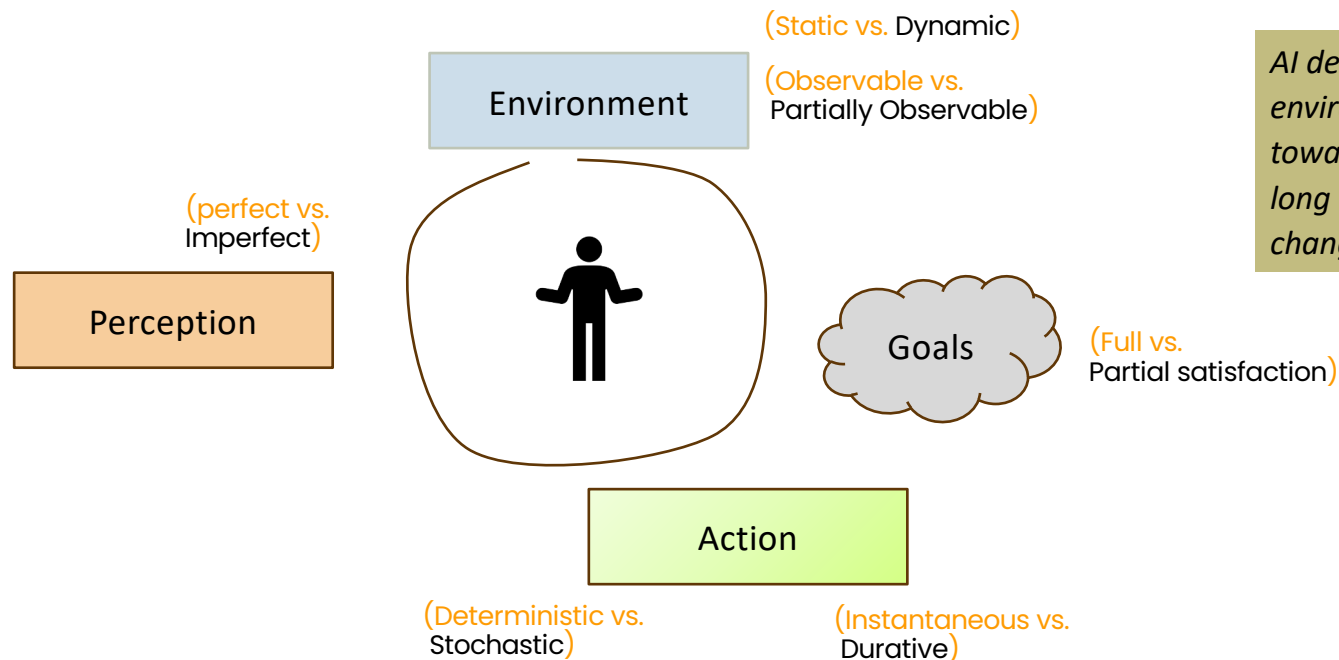 (Static vs. Dynamic)
Environment
(Observable vs.
Partially Observable)
AI de
envir
towa
long
chang
(perfect vs.
Imperfect)
Perception
Goals
(Full vs.
Partial satisfaction)
Action
(Deterministic vs.
Stochastic)
(Instantaneous vs.
Durative)